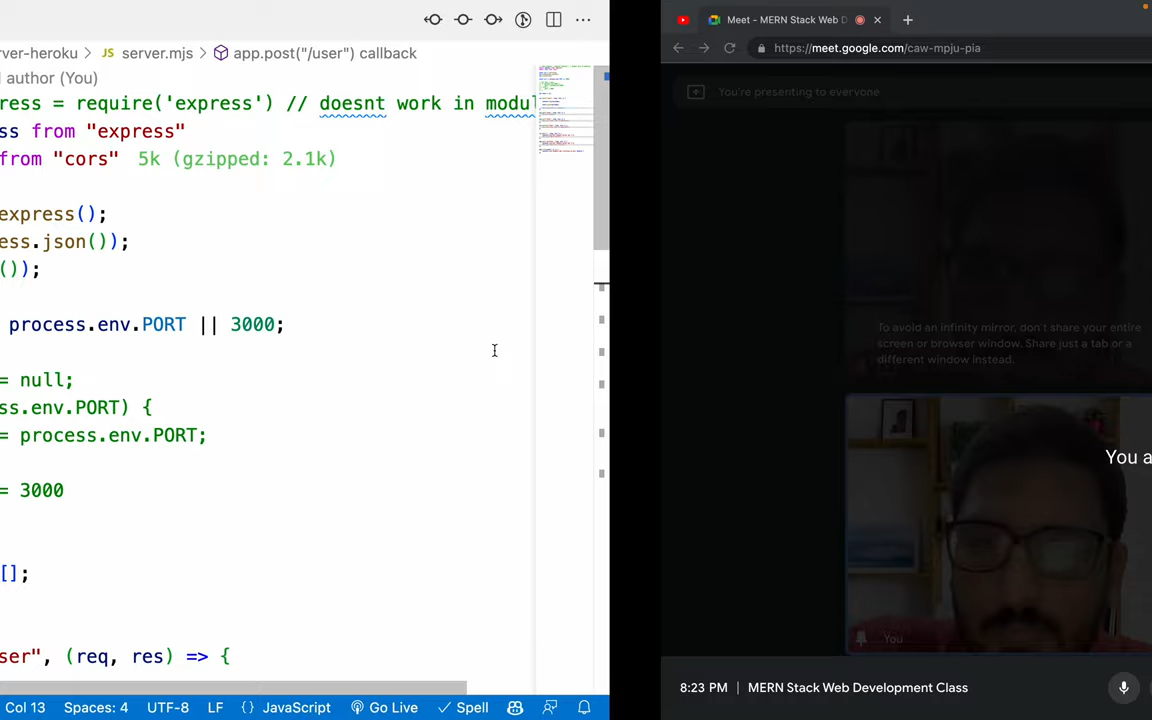 rver-heroku > JS server.mjs > app.post("/user") callback
author (You)
press = require('express') // doesnt work in modul
ss from "express"
from "cors" 5k (gzipped: 2.1k)
express();
ess.json());
());
process.env.PORT || 3000;
= null;
ss.env.PORT) {
= process.env.PORT;
= 3000
[];
ser", (req, res) => {
Col 13 Spaces: 4 UTF-8 LF {} JavaScript Go Live Spell
Meet - MERN Stack Web D
https://meet.google.com/caw-mpju-pia
You're presenting to everyone
To avoid an infinity mirror, don't share your entire
screen or browser window. Share just a tab or a
different window instead.
You a
You
8:23 PM | MERN Stack Web Development Class